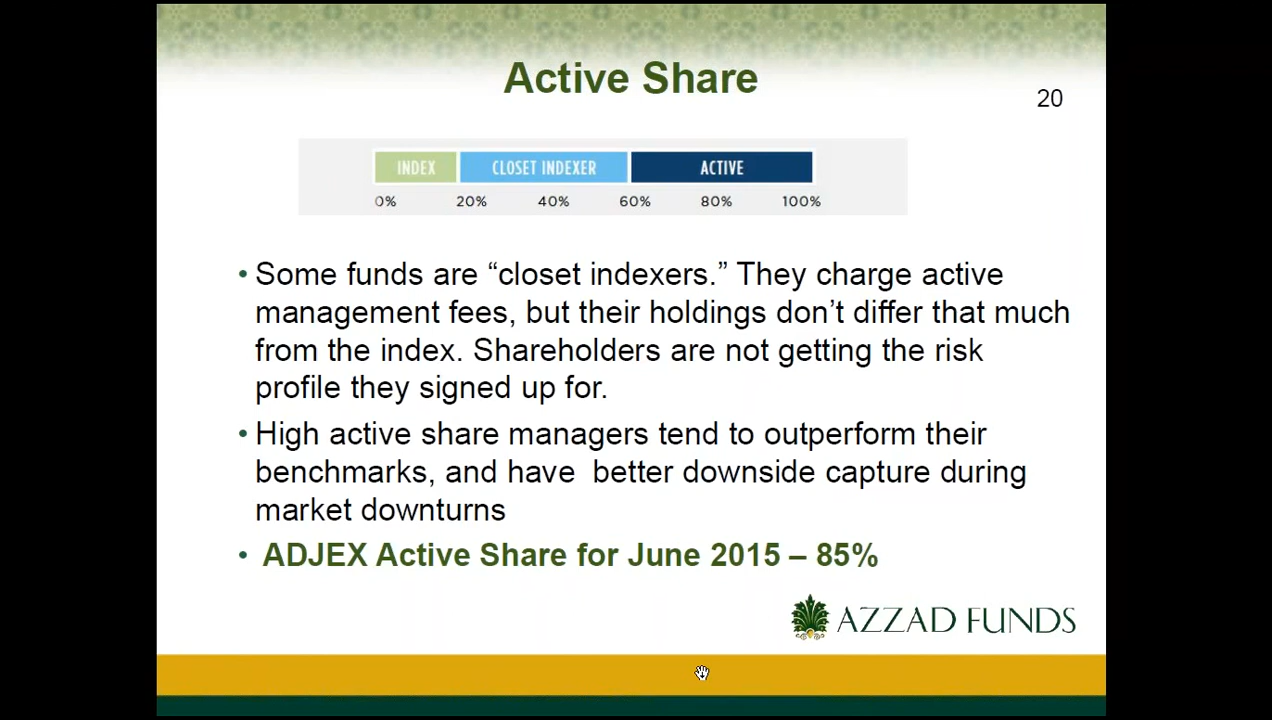 Active Share
20
INDEX CLOSET INDEXER ACTIVE
0% 20% 40% 60% 80% 100%
• Some funds are “closet indexers.” They charge active
management fees, but their holdings don’t differ that much
from the index. Shareholders are not getting the risk
profile they signed up for.
• High active share managers tend to outperform their
benchmarks, and have  better downside capture during
market downturns
• ADJEX Active Share for June 2015 – 85%
AZZAD FUNDS